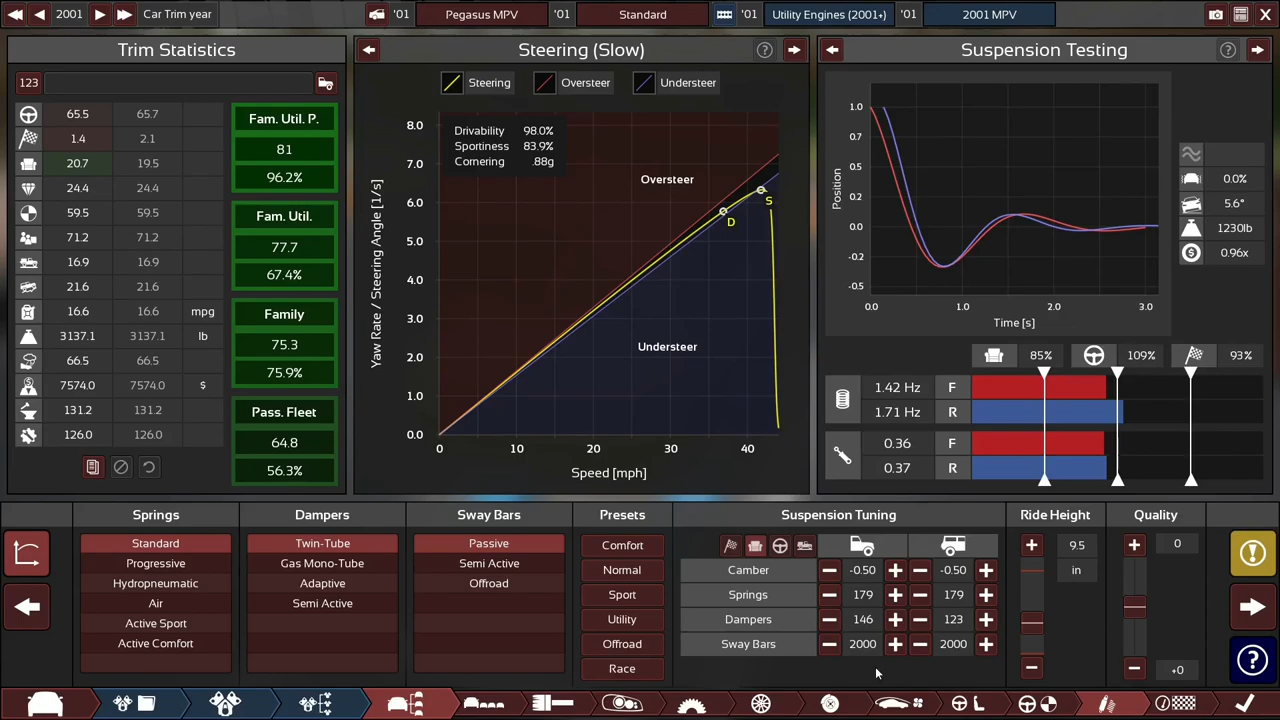 2001 Car Trim year '01 Pegasus MPV '01 Standard '01 Utility Engines (2001+) '01 2001 MPV
Trim Statistics
123
65.5 65.7
1.4 2.1
20.7 19.5
24.4 24.4
59.5 59.5
71.2 71.2
16.9 16.9
21.6 21.6
16.6 16.6 mpg
3137.1 3137.1 lb
66.5 66.5
7574.0 7574.0 $
131.2 131.2
126.0 126.0
Fam. Util. P.
81
96.2%
Fam. Util.
77.7
67.4%
Family
75.3
75.9%
Pass. Fleet
64.8
56.3%
Steering (Slow) ?
Steering Oversteer Understeer
Drivability 98.0%
Sportiness 83.9%
Cornering .88g
Oversteer
Understeer
D
S
Yaw Rate / Steering Angle [1/s]
8.0
7.0
6.0
5.0
4.0
3.0
2.0
1.0
0.0
0 10 20 30 40
Speed [mph]
Suspension Testing ?
Position
1.0
0.7
0.5
0.2
0.0
-0.2
-0.5
0.0 1.0 2.0 3.0
Time [s]
0.0%
5.6°
1230lb
0.96x
85% 109% 93%
1.42 Hz F
1.71 Hz R
0.36 F
0.37 R
Springs
Standard
Progressive
Hydropneumatic
Air
Active Sport
Active Comfort
Dampers
Twin-Tube
Gas Mono-Tube
Adaptive
Semi Active
Sway Bars
Passive
Semi Active
Offroad
Presets
Comfort
Normal
Sport
Utility
Offroad
Race
Suspension Tuning
Camber -0.50 -0.50
Springs 179 179
Dampers 146 123
Sway Bars 2000 2000
Ride Height
9.5
in
Quality
0
+0
!
?